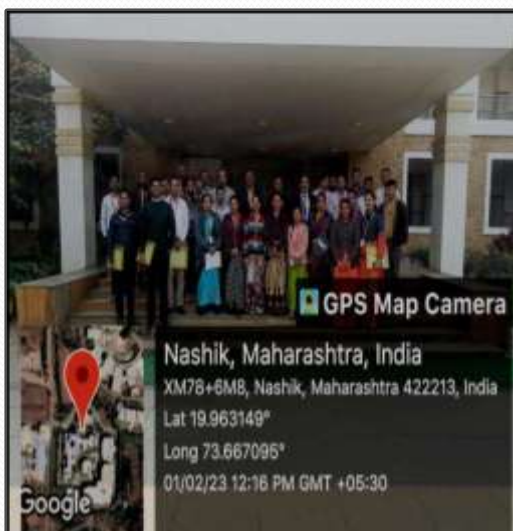 GPS Map Camera
Nashik, Maharashtra, India
XM78+6M8, Nashik, Maharashtra 422213, India
Lat 19.963149°
Long 73.667095°
01/02/23 12:16 PM GMT +05:30
Google